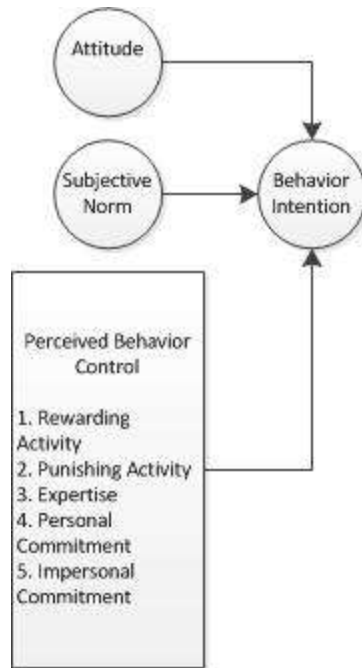 Attitude
Subjective
Norm
Behavior
Intention
Perceived Behavior
Control
1. Rewarding
Activity
2. Punishing Activity
3. Expertise
4. Personal
Commitment
5. Impersonal
Commitment